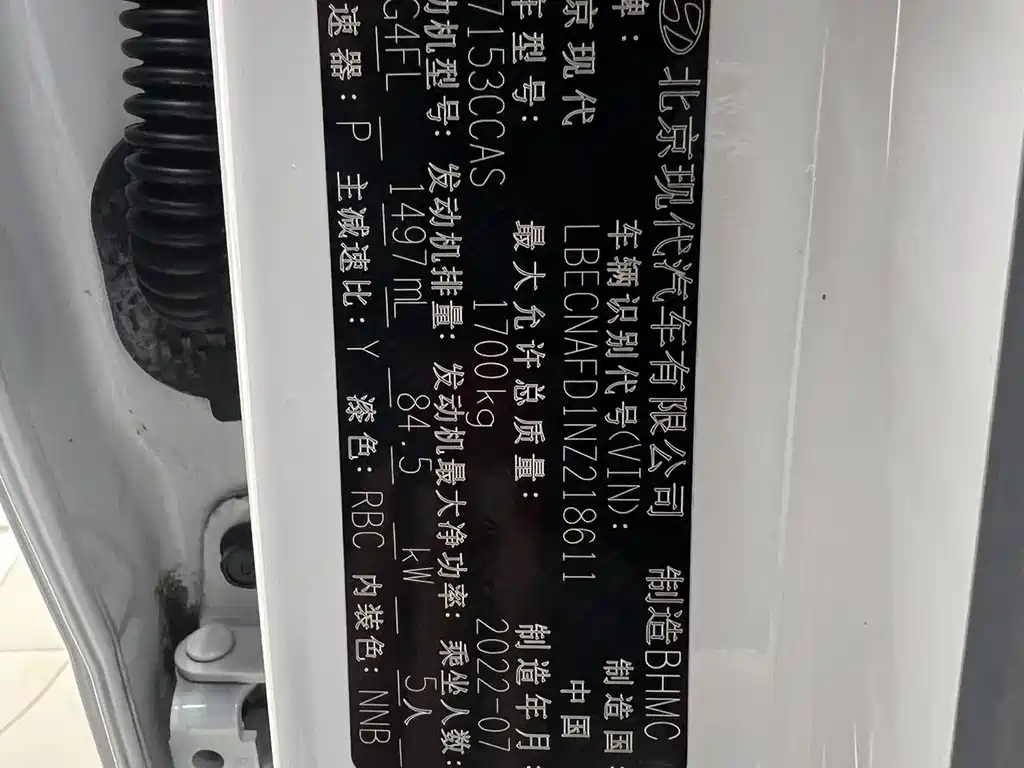 北京现代汽车有限公司 制造BHMC
牌: 车辆识别代号(VIN): 制造国:
京现代 LBECNAFD1NZ218611 中国
车型号: 最大允许总质量: 制造年月:
7153CCAS 1700kg 2022-07
动机型号: 发动机排量: 发动机最大净功率: 乘坐人数:
G4FL 1497mL 84.5 kW 5人
速器: P 主减速比: Y 漆色: RBC 内装色: NNB